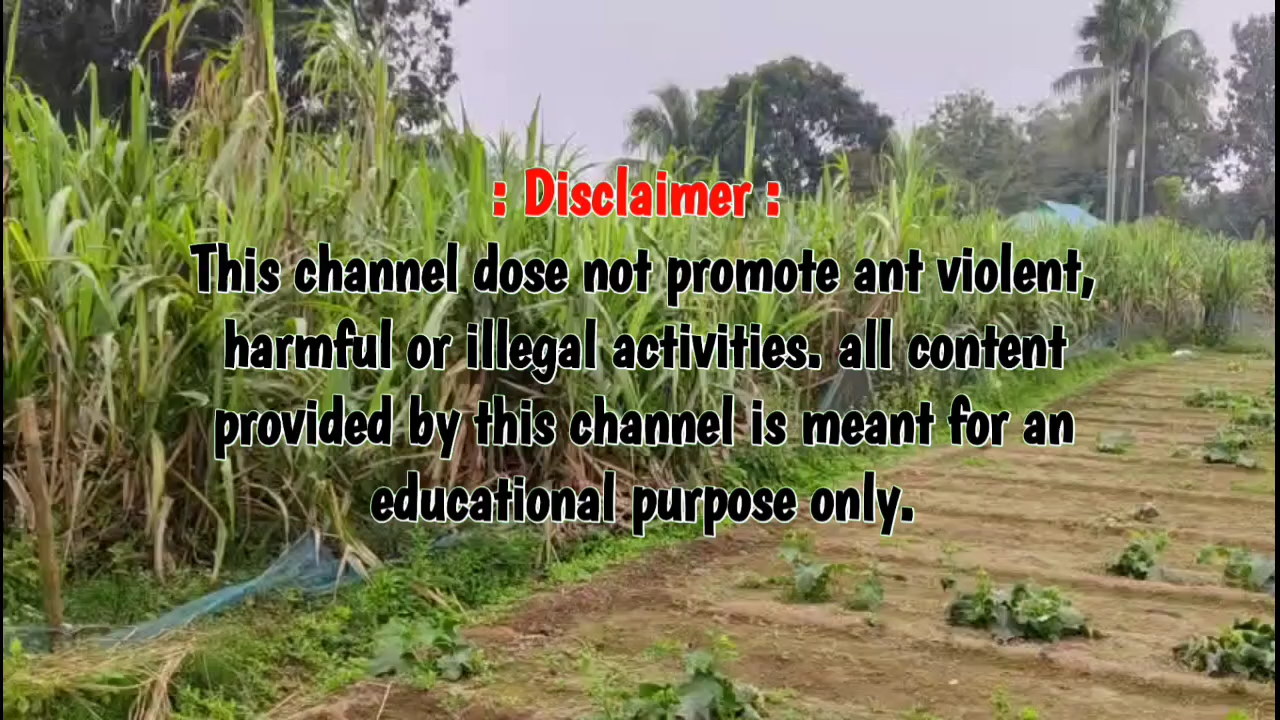 : Disclaimer :
This channel dose not promote ant violent,
harmful or illegal activities. all content
provided by this channel is meant for an
educational purpose only.